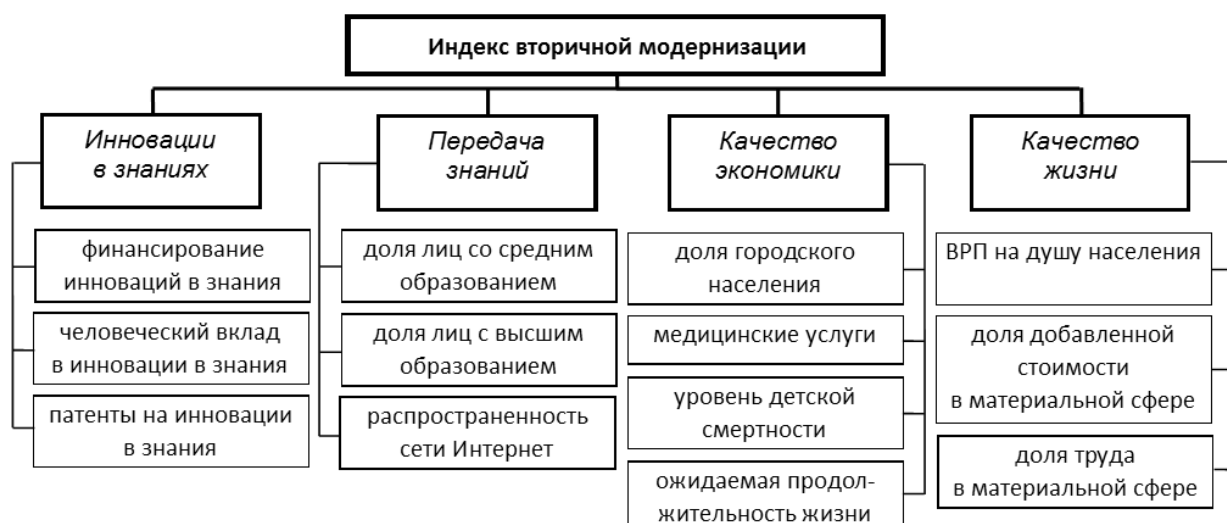 Индекс вторичной модернизации
Инновации
в знаниях
финансирование
инноваций в знания
человеческий вклад
в инновации в знания
патенты на инновации
в знания
Передача
знаний
доля лиц со средним
образованием
доля лиц с высшим
образованием
распространенность
сети Интернет
Качество
экономики
доля городского
населения
медицинские услуги
уровень детской
смертности
ожидаемая продол-
жительность жизни
Качество
жизни
ВРП на душу населения
доля добавленной
стоимости
в материальной сфере
доля труда
в материальной сфере